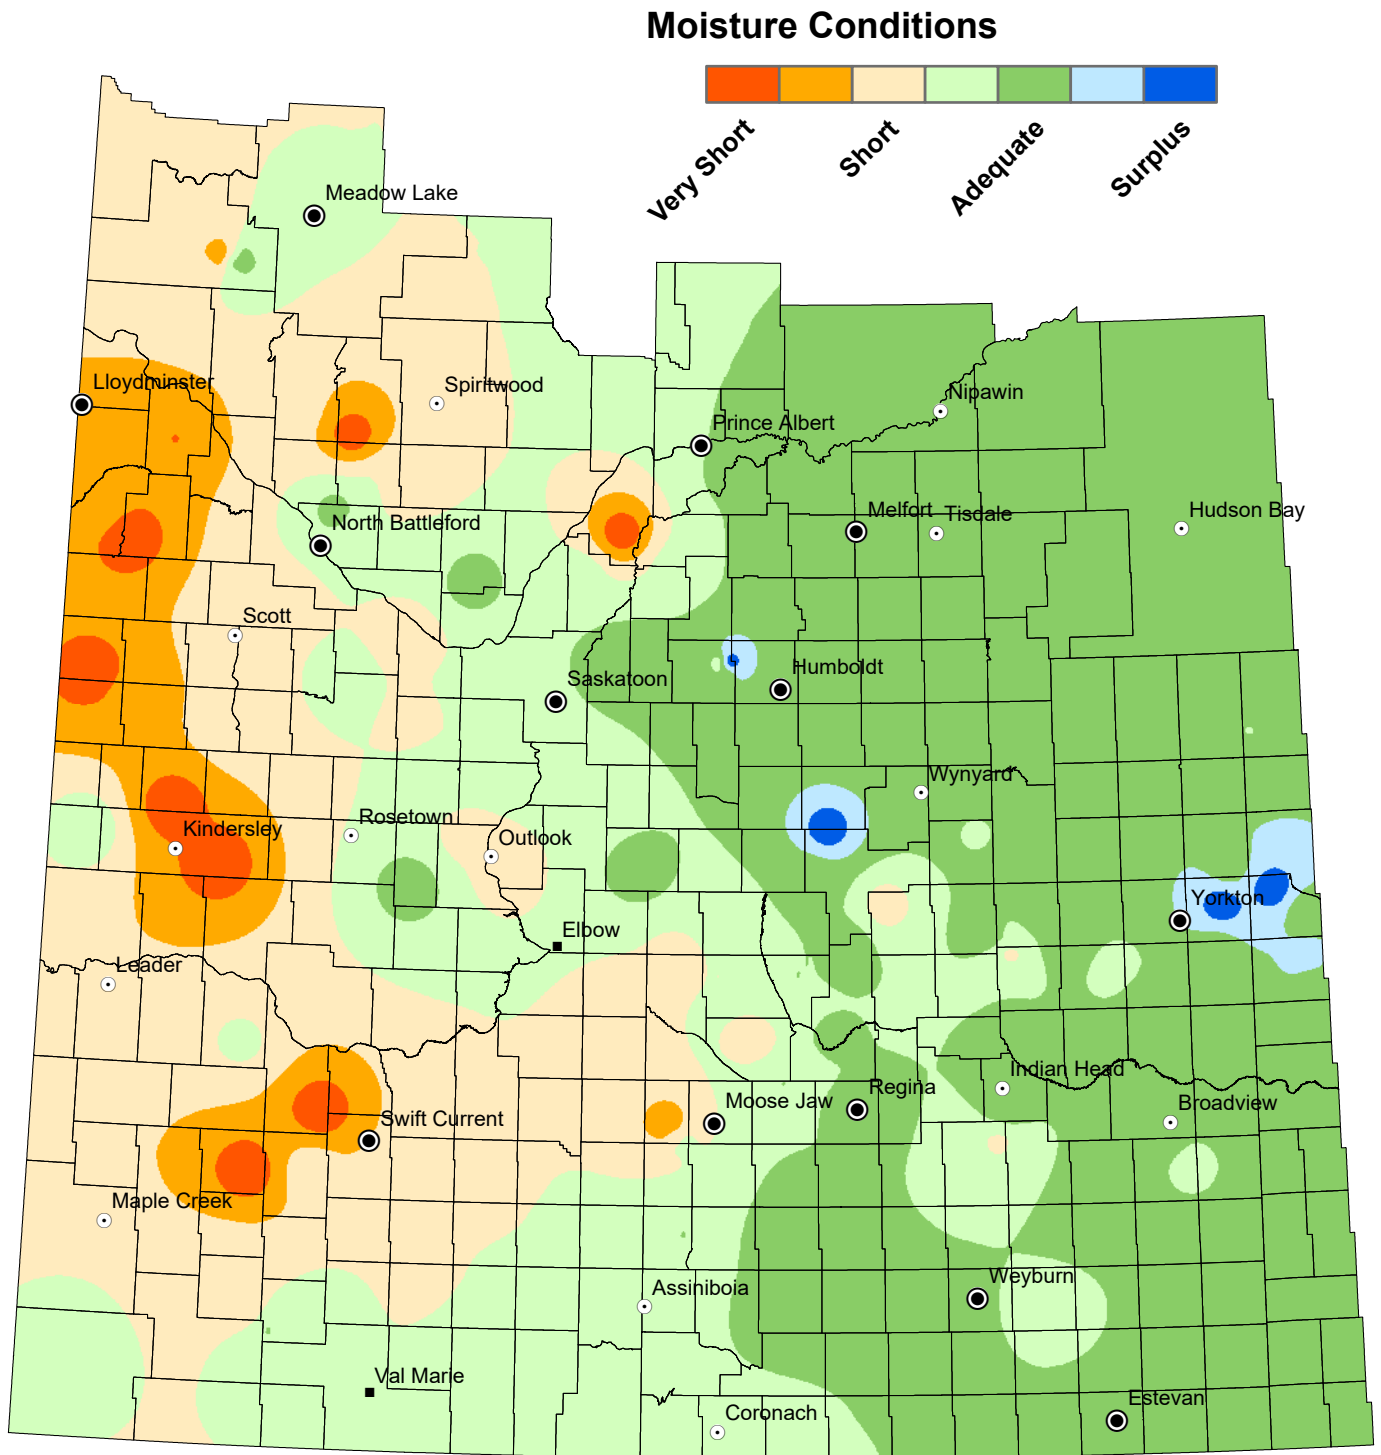 Moisture Conditions
Very Short
Short
Adequate
Surplus
Meadow Lake
Lloydminster
Spiritwood
Nipawin
Prince Albert
North Battleford
Melfort
Tisdale
Hudson Bay
Scott
Saskatoon
Humboldt
Wynyard
Kindersley
Rosetown
Outlook
Yorkton
Elbow
Leader
Indian Head
Regina
Moose Jaw
Broadview
Swift Current
Maple Creek
Assiniboia
Weyburn
Val Marie
Coronach
Estevan